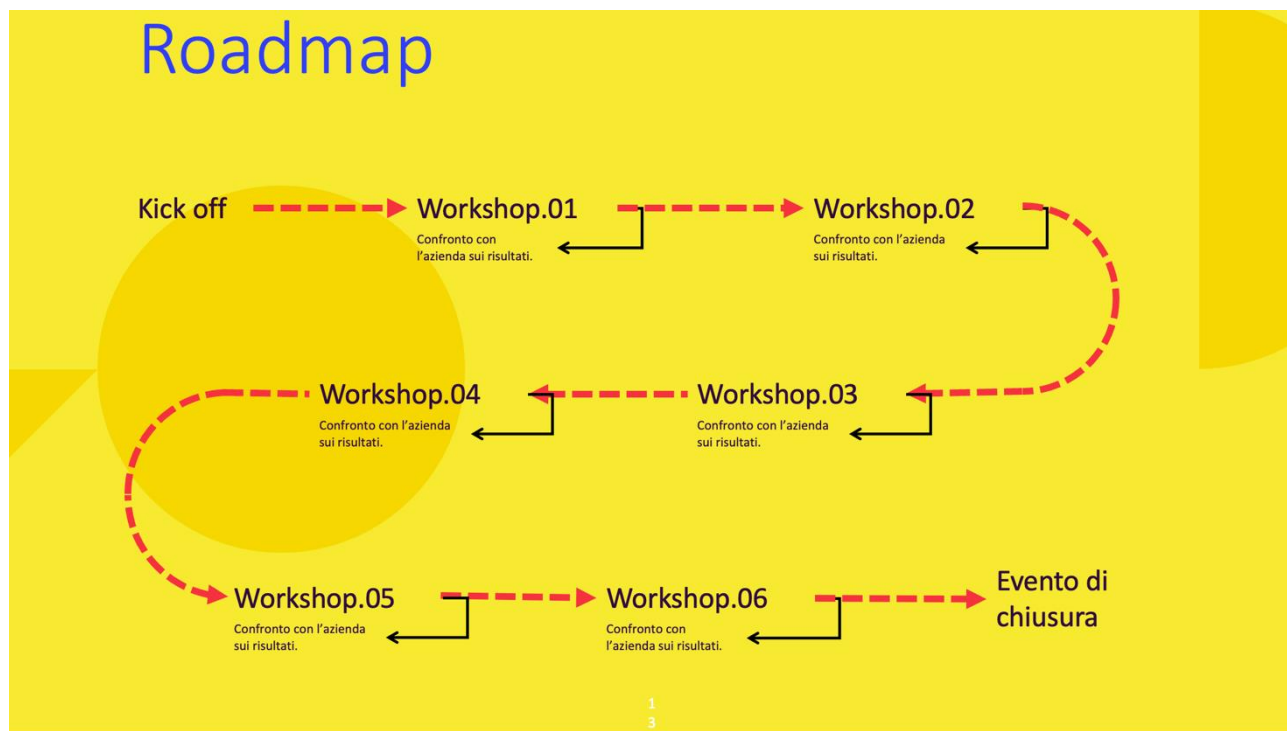 Roadmap
Kick off
Workshop.01
Confronto con
l’azienda sui risultati.
Workshop.02
Confronto con l’azienda
sui risultati.
Workshop.04
Confronto con l’azienda
sui risultati.
Workshop.03
Confronto con l’azienda
sui risultati.
Workshop.05
Confronto con l’azienda
sui risultati.
Workshop.06
Confronto con
l’azienda sui risultati.
Evento di
chiusura
1
3